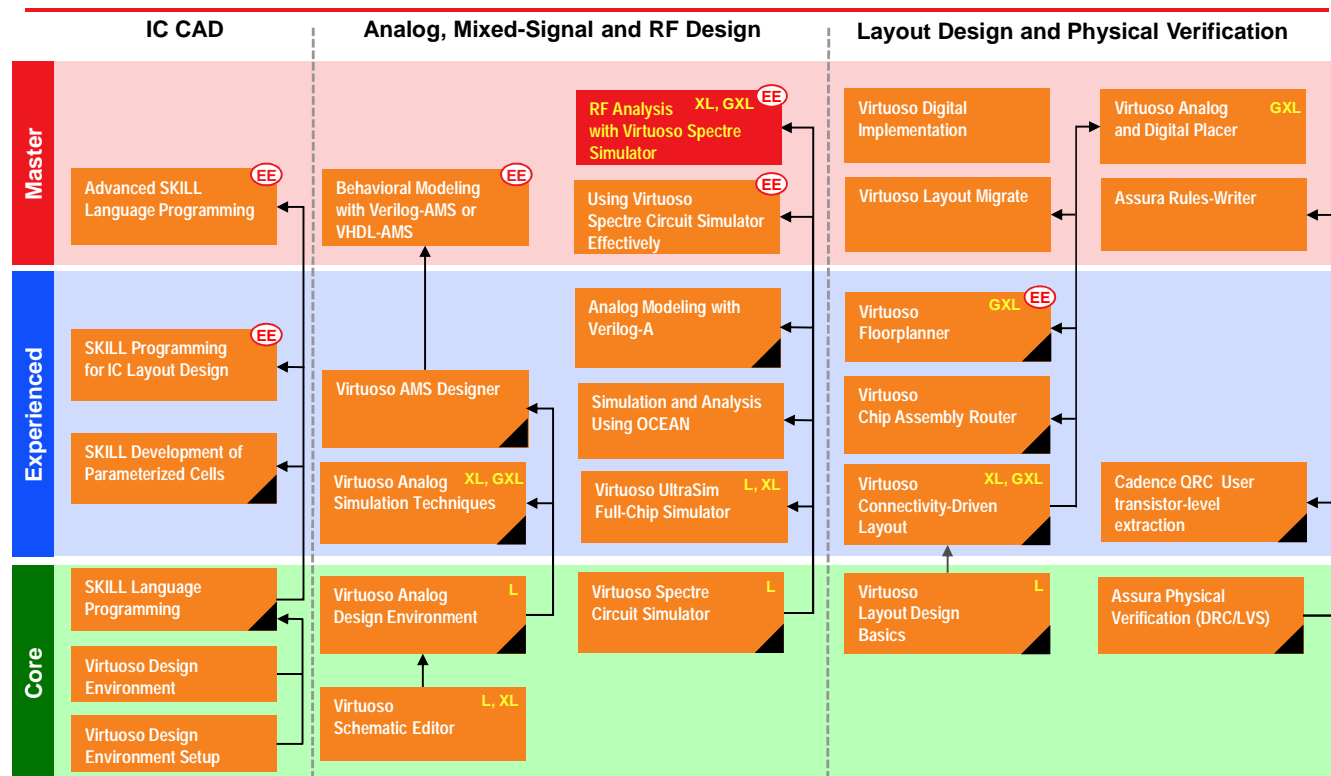 IC CAD
Analog, Mixed-Signal and RF Design
Layout Design and Physical Verification
Master
Advanced SKILL
Language Programming
EE
Behavioral Modeling
with Verilog-AMS or
VHDL-AMS
EE
RF Analysis
with Virtuoso Spectre
Simulator
XL, GXL
EE
Using Virtuoso
Spectre Circuit Simulator
Effectively
EE
Virtuoso Digital
Implementation
Virtuoso Analog
and Digital Placer
GXL
Virtuoso Layout Migrate
Assura Rules-Writer
Experienced
SKILL Programming
for IC Layout Design
EE
SKILL Development of
Parameterized Cells
Virtuoso AMS Designer
Virtuoso Analog
Simulation Techniques
XL, GXL
Analog Modeling with
Verilog-A
Simulation and Analysis
Using OCEAN
Virtuoso UltraSim
Full-Chip Simulator
L, XL
Virtuoso
Floorplanner
GXL
EE
Virtuoso
Chip Assembly Router
Virtuoso
Connectivity-Driven
Layout
XL, GXL
Cadence QRC User
transistor-level
extraction
Core
SKILL Language
Programming
Virtuoso Design
Environment
Virtuoso Design
Environment Setup
Virtuoso Analog
Design Environment
L
Virtuoso
Schematic Editor
L, XL
Virtuoso Spectre
Circuit Simulator
L
Virtuoso
Layout Design
Basics
L
Assura Physical
Verification (DRC/LVS)